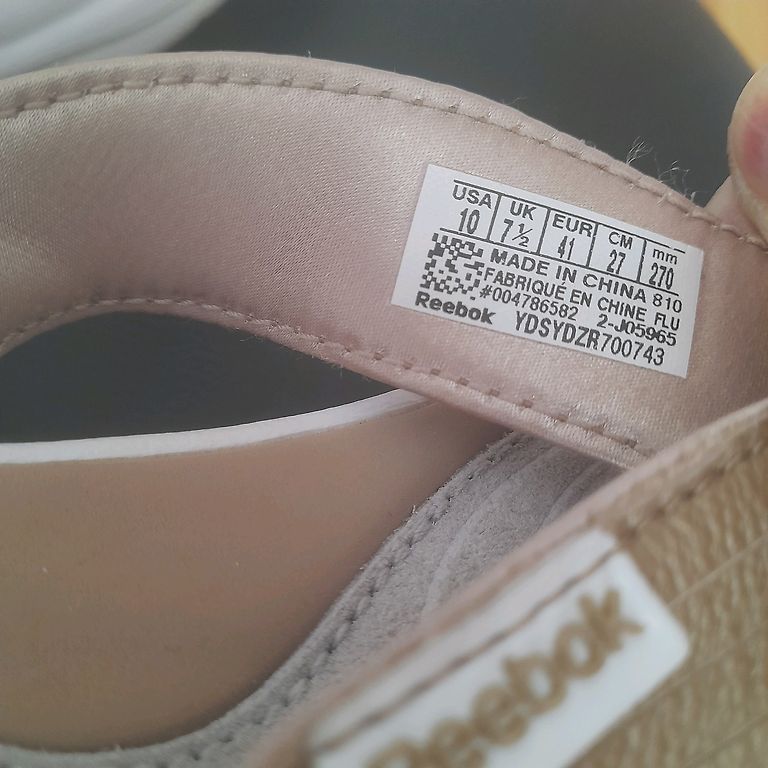 USA UK EUR CM mm
10 7½ 41 27 270
MADE IN CHINA 810
FABRIQUÉ EN CHINE FLU
#004786582 2-J05965
Reebok YDSYDZR700743
Reebok